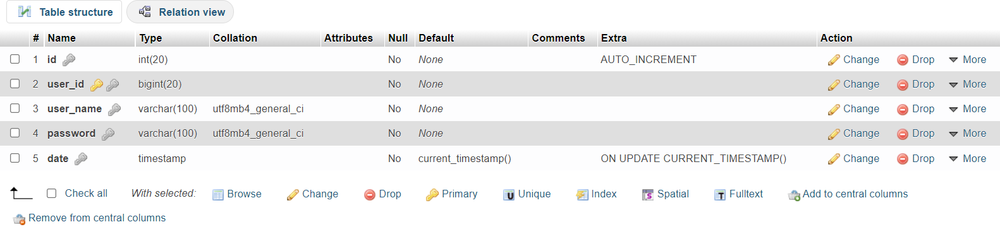 Table structure Relation view
# Name Type Collation Attributes Null Default Comments Extra Action
1 id int(20) No None AUTO_INCREMENT Change Drop More
2 user_id bigint(20) No None Change Drop More
3 user_name varchar(100) utf8mb4_general_ci No None Change Drop More
4 password varchar(100) utf8mb4_general_ci No None Change Drop More
5 date timestamp No current_timestamp() ON UPDATE CURRENT_TIMESTAMP() Change Drop More
Check all With selected: Browse Change Drop Primary U Unique Index S Spatial T Fulltext Add to central columns
Remove from central columns